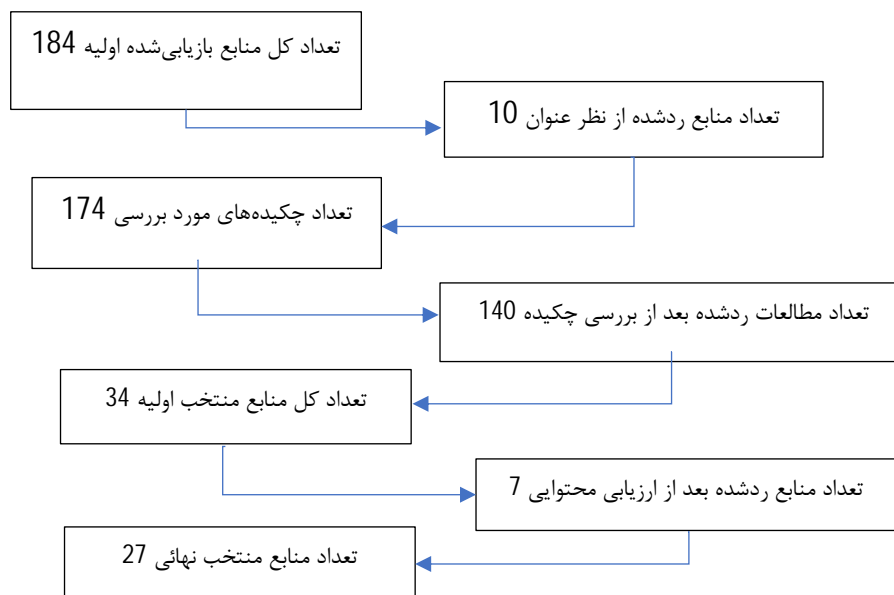 تعداد کل منابع بازیابی‌شده اولیه 184
تعداد منابع ردشده از نظر عنوان 10
تعداد چکیده‌های مورد بررسی 174
تعداد مطالعات ردشده بعد از بررسی چکیده 140
تعداد کل منابع منتخب اولیه 34
تعداد منابع ردشده بعد از ارزیابی محتوایی 7
تعداد منابع منتخب نهائی 27